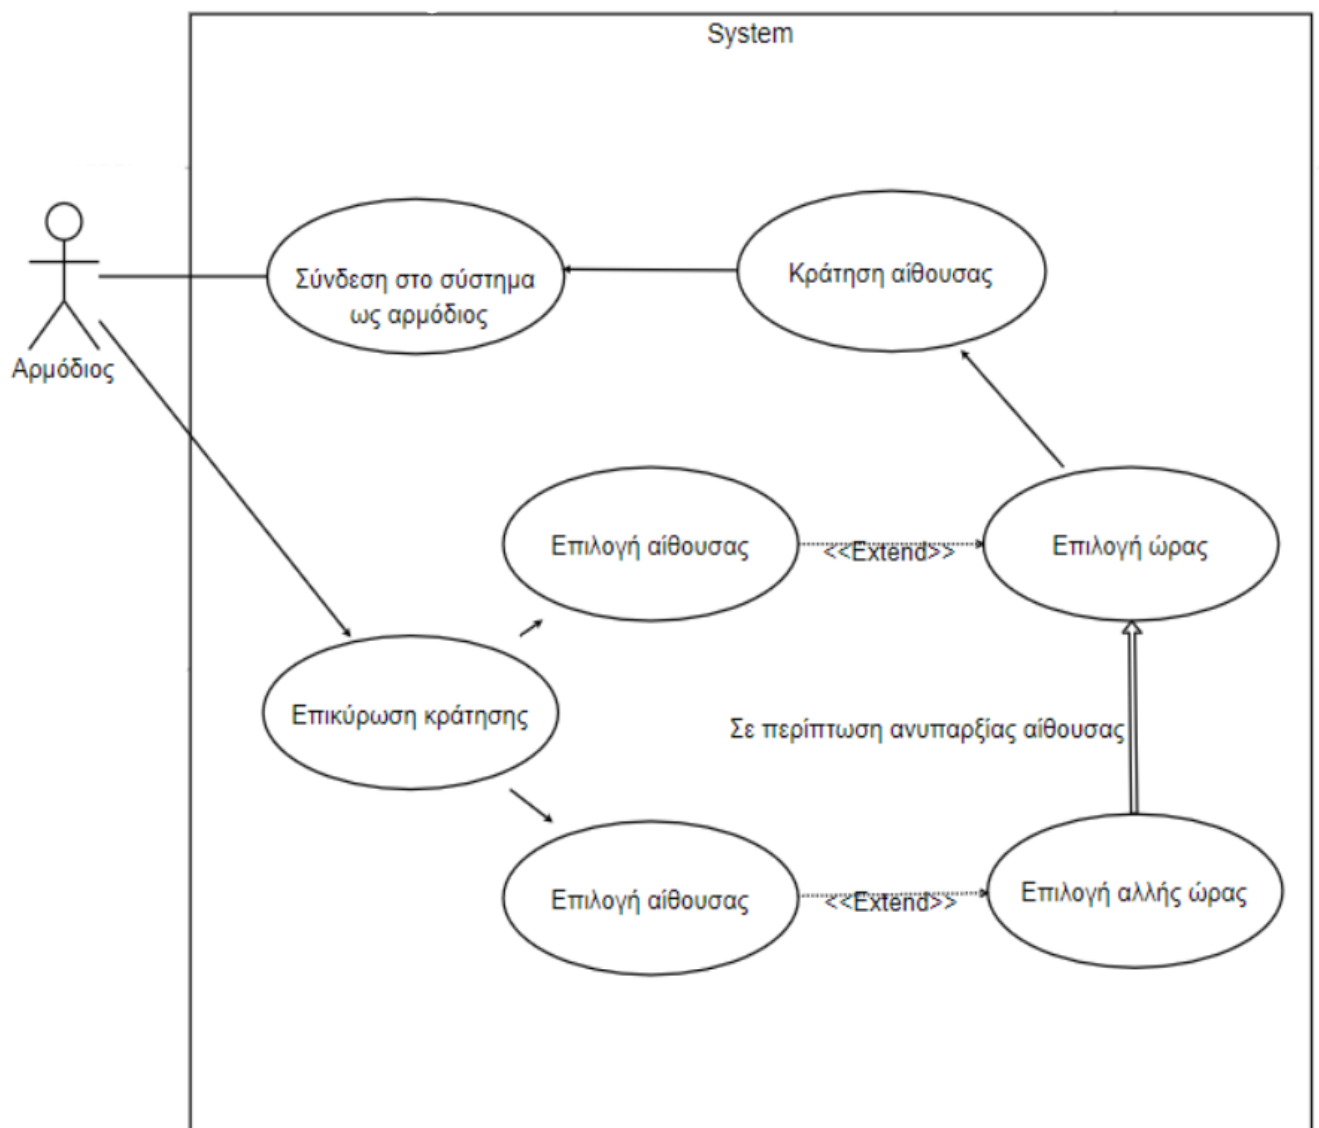 System
Σύνδεση στο σύστημα
ως αρμόδιος
Κράτηση αίθουσας
Αρμόδιος
Επιλογή αίθουσας
<<Extend>>
Επιλογή ώρας
Επικύρωση κράτησης
Σε περίπτωση ανυπαρξίας αίθουσας
Επιλογή αίθουσας
<<Extend>>
Επιλογή αλλής ώρας